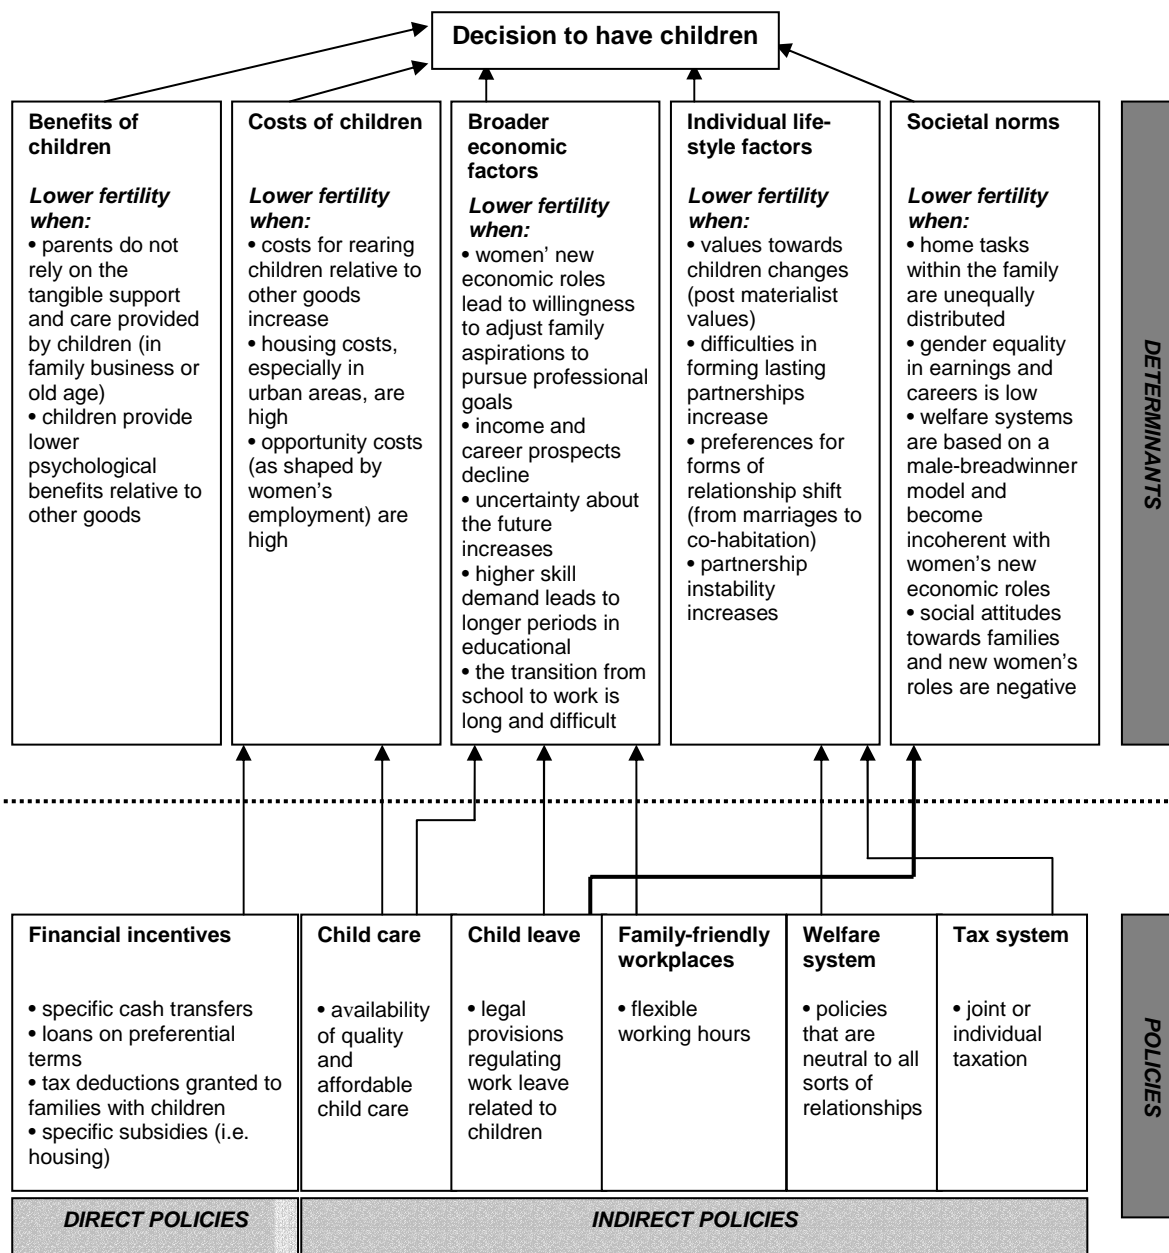 Decision to have children
Benefits of
children
Lower fertility
when:
• parents do not
rely on the
tangible support
and care provided
by children (in
family business or
old age)
• children provide
lower
psychological
benefits relative to
other goods
Costs of children
Lower fertility
when:
• costs for rearing
children relative to
other goods
increase
• housing costs,
especially in
urban areas, are
high
• opportunity costs
(as shaped by
women's
employment) are
high
Broader
economic
factors
Lower fertility
when:
• women' new
economic roles
lead to willingness
to adjust family
aspirations to
pursue professional
goals
• income and
career prospects
decline
• uncertainty about
the future
increases
• higher skill
demand leads to
longer periods in
educational
• the transition from
school to work is
long and difficult
Individual life-
style factors
Lower fertility
when:
• values towards
children changes
(post materialist
values)
• difficulties in
forming lasting
partnerships
increase
• preferences for
forms of
relationship shift
(from marriages to
co-habitation)
• partnership
instability
increases
Societal norms
Lower fertility
when:
• home tasks
within the family
are unequally
distributed
• gender equality
in earnings and
careers is low
• welfare systems
are based on a
male-breadwinner
model and
become
incoherent with
women's new
economic roles
• social attitudes
towards families
and new women's
roles are negative
DETERMINANTS
Financial incentives
• specific cash transfers
• loans on preferential
terms
• tax deductions granted to
families with children
• specific subsidies (i.e.
housing)
Child care
• availability
of quality
and
affordable
child care
Child leave
• legal
provisions
regulating
work leave
related to
children
Family-friendly
workplaces
• flexible
working hours
Welfare
system
• policies
that are
neutral to all
sorts of
relationships
Tax system
• joint or
individual
taxation
POLICIES
DIRECT POLICIES
INDIRECT POLICIES